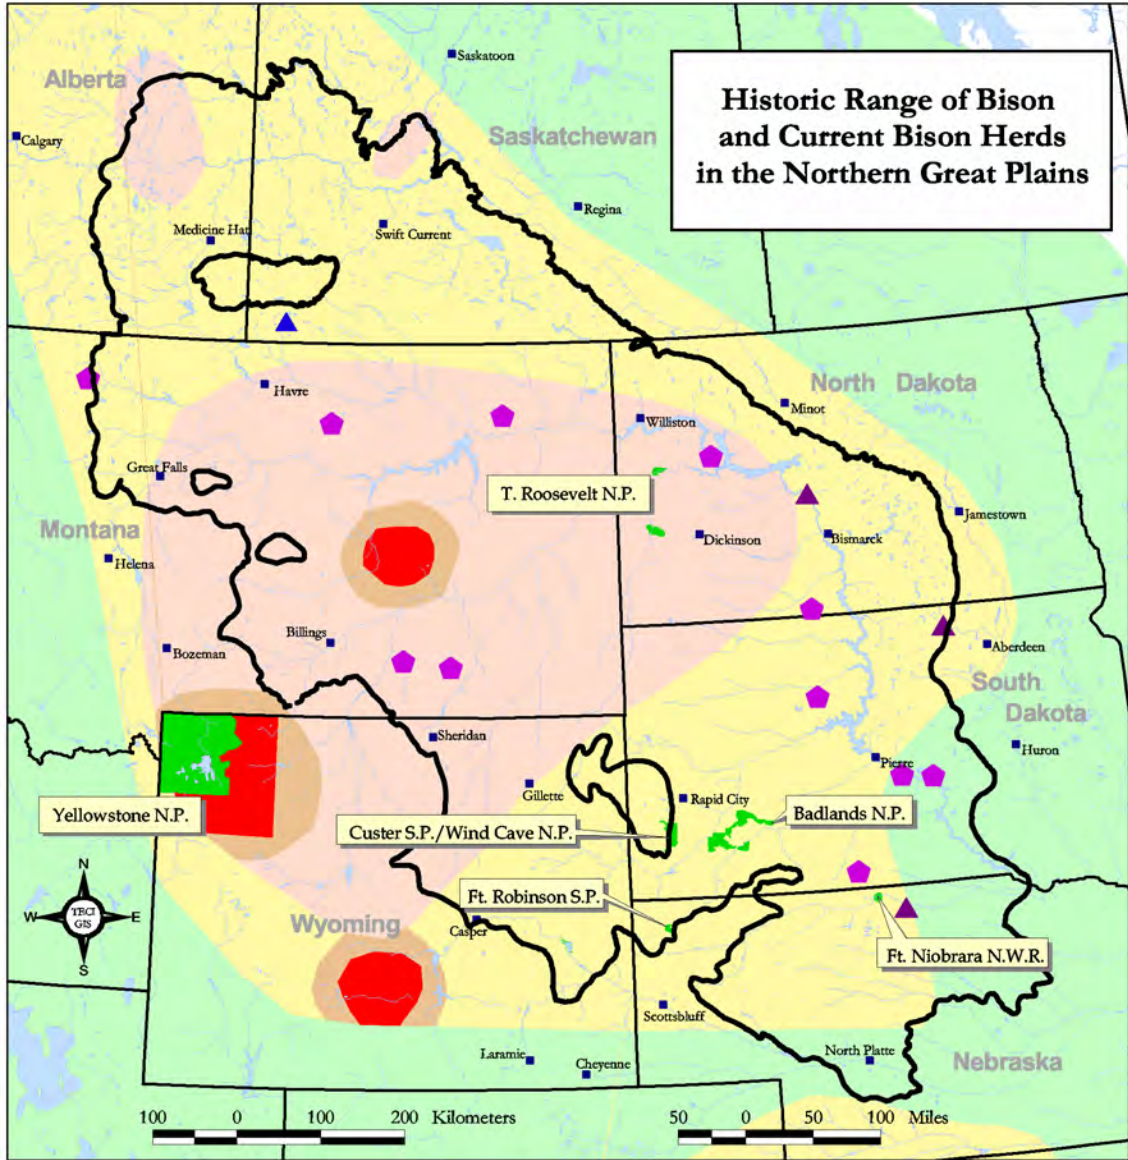 Historic Range of Bison
and Current Bison Herds
in the Northern Great Plains
Alberta
Saskatoon
Saskatchewan
Calgary
Regina
Medicine Hat
Swift Current
Havre
North Dakota
Minot
Williston
Great Falls
T. Roosevelt N.P.
Jamestown
Montana
Dickinson
Bismarck
Helena
Billings
Bozeman
Aberdeen
South
Dakota
Sheridan
Huron
Pierre
Gillette
Rapid City
Yellowstone N.P.
Badlands N.P.
Custer S.P./Wind Cave N.P.
N
W
TECI
GIS
E
S
Ft. Robinson S.P.
Wyoming
Casper
Ft. Niobrara N.W.R.
Scottsbluff
Laramie
Cheyenne
North Platte
Nebraska
100 0 100 200 Kilometers
50 0 50 100 Miles